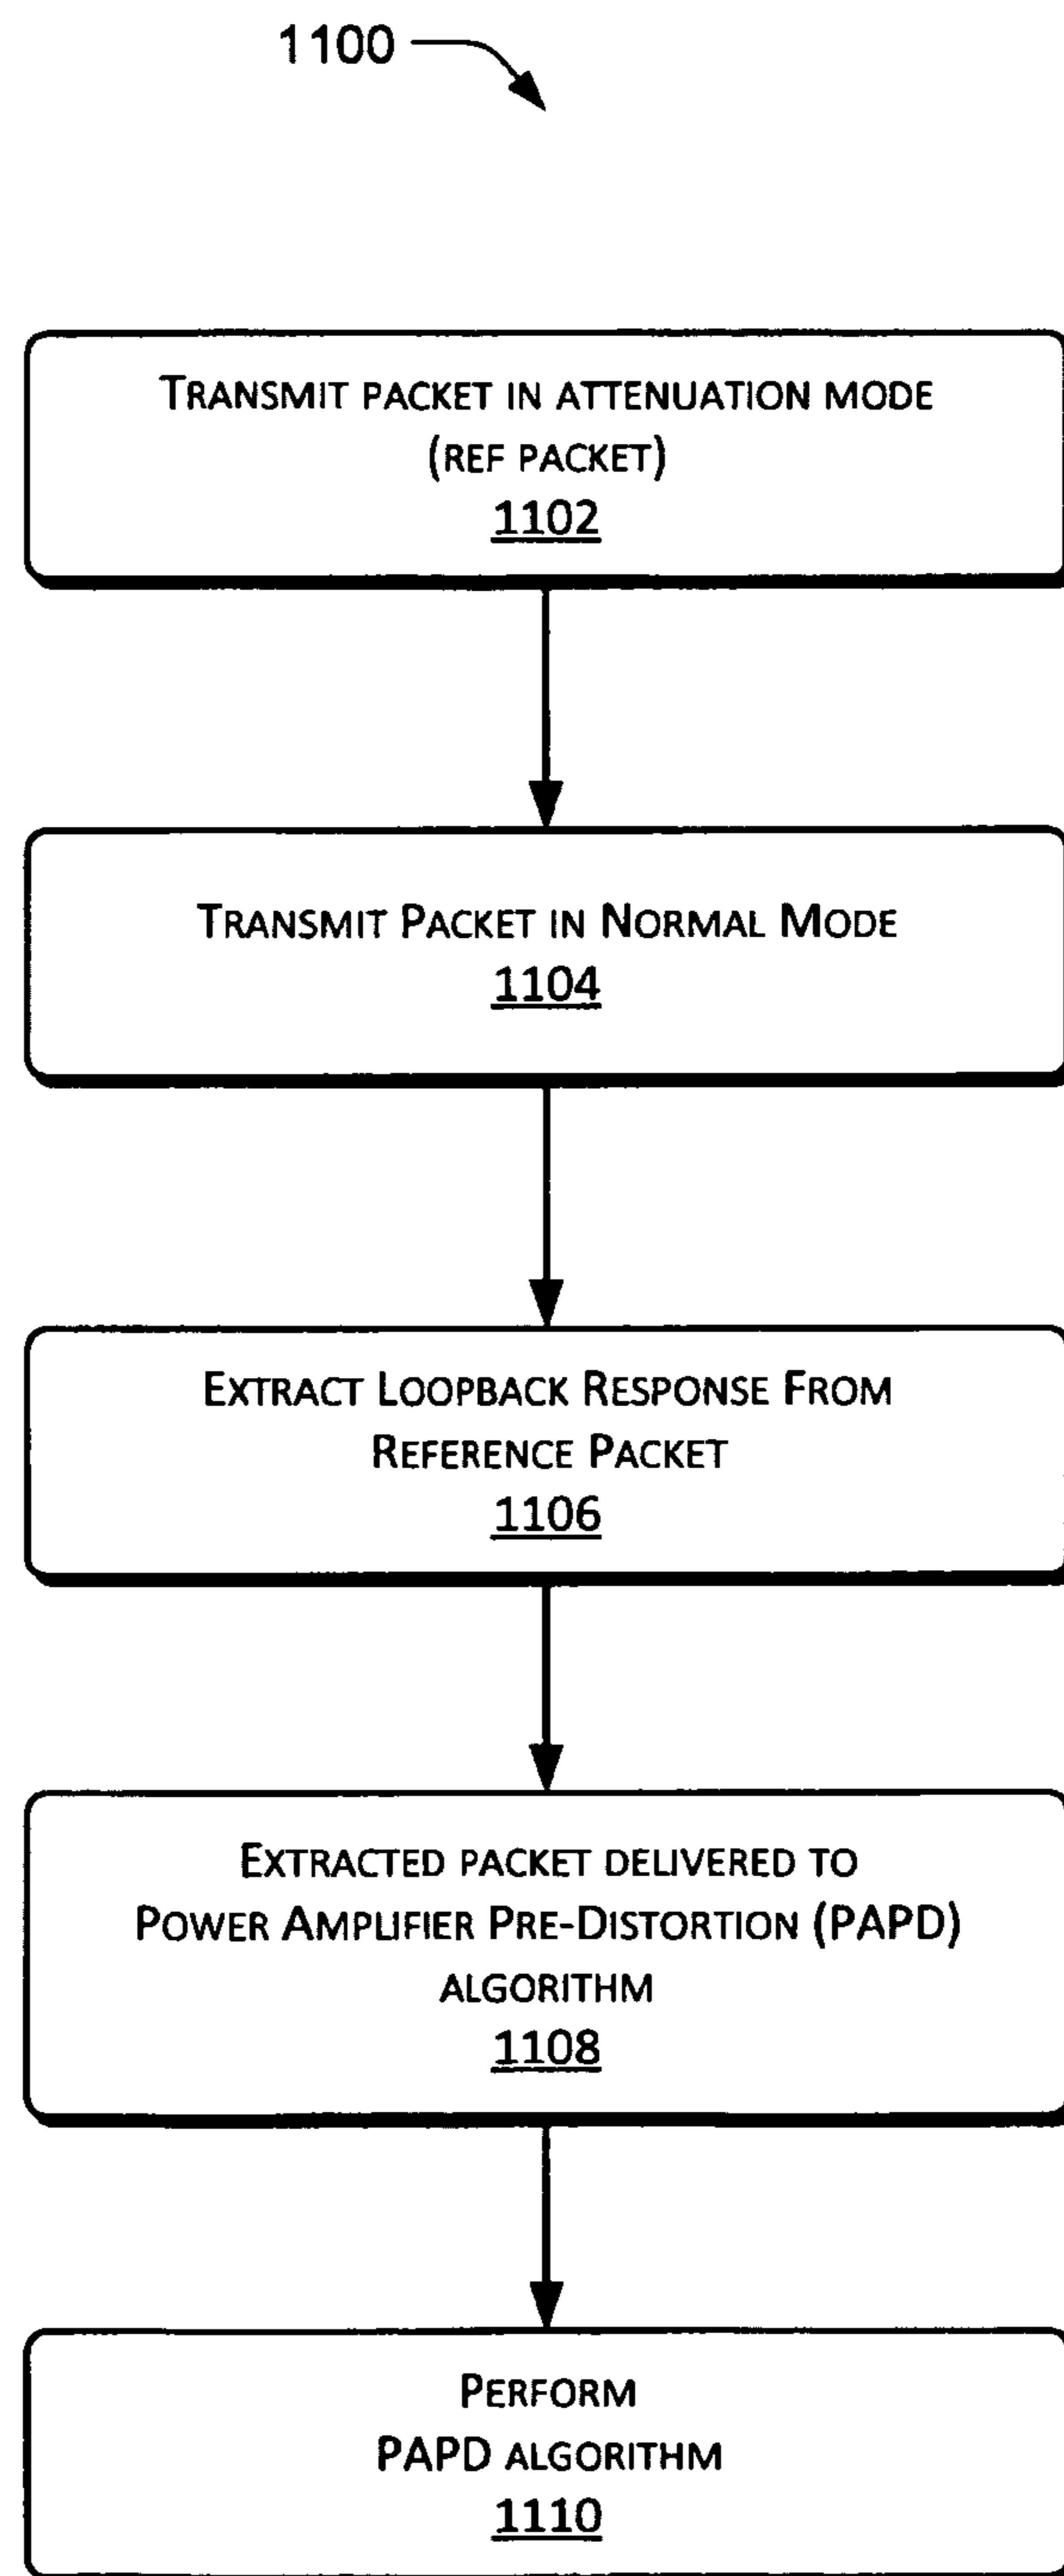 1100
TRANSMIT PACKET IN ATTENUATION MODE
(REF PACKET)
1102
TRANSMIT PACKET IN NORMAL MODE
1104
EXTRACT LOOPBACK RESPONSE FROM
REFERENCE PACKET
1106
EXTRACTED PACKET DELIVERED TO
POWER AMPLIFIER PRE-DISTORTION (PAPD)
ALGORITHM
1108
PERFORM
PAPD ALGORITHM
1110